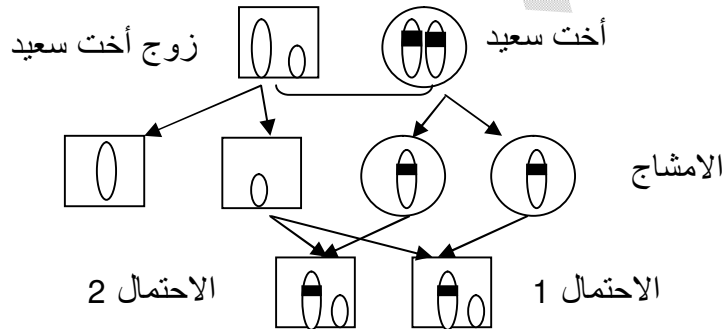 أخت سعيد
زوج أخت سعيد
الامشاج
الاحتمال 1
الاحتمال 2